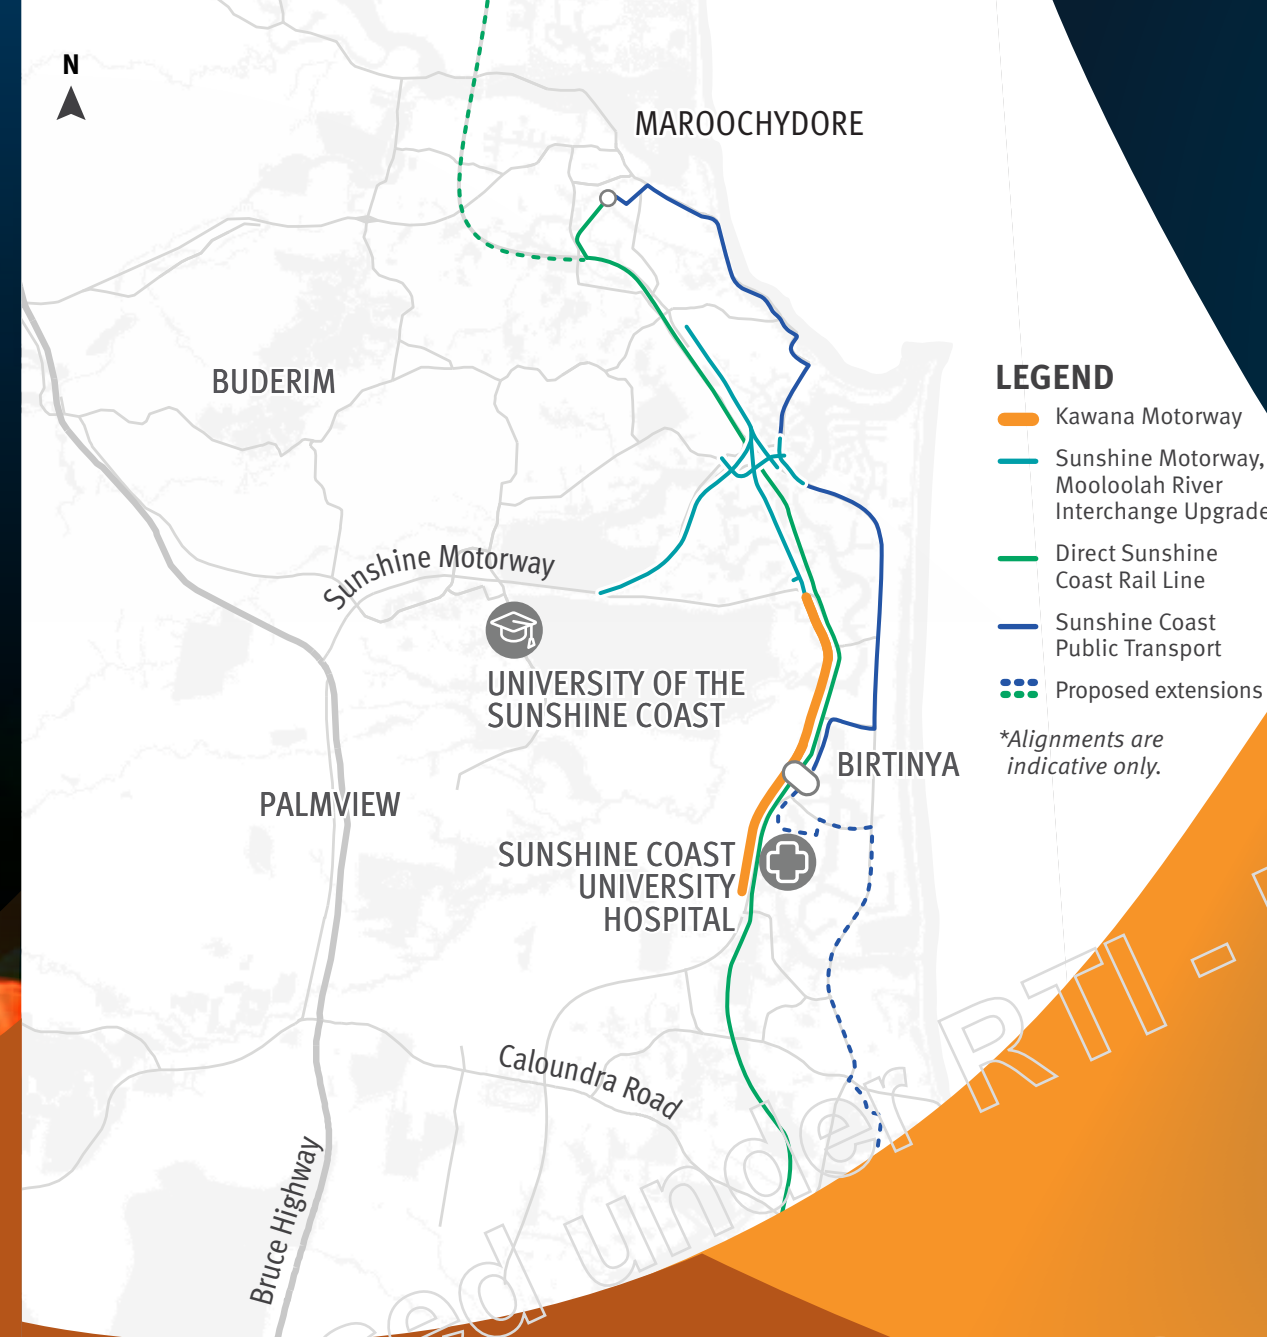 N
MAROOCHYDORE
BUDERIM
LEGEND
Kawana Motorway
Sunshine Motorway,
Mooloolah River
Interchange Upgrade
Direct Sunshine
Coast Rail Line
Sunshine Coast
Public Transport
Proposed extensions
*Alignments are
indicative only.
Sunshine Motorway
UNIVERSITY OF THE
SUNSHINE COAST
BIRTINYA
PALMVIEW
SUNSHINE COAST
UNIVERSITY
HOSPITAL
Caloundra Road
Bruce Highway
sed under RTI -